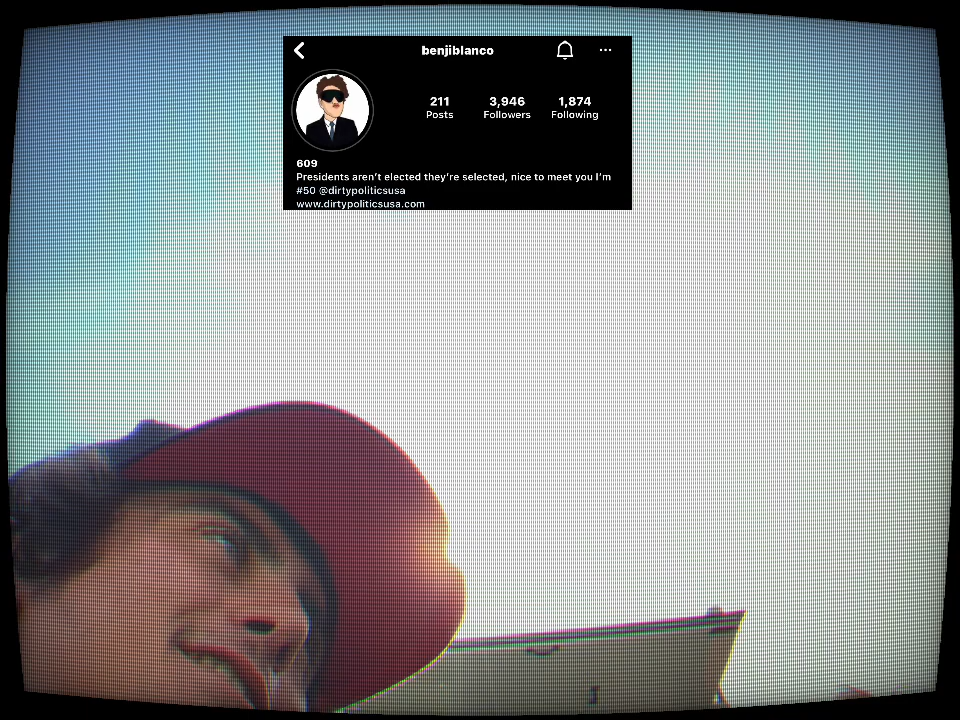 benjiblanco
211 3,946 1,874
Posts Followers Following
609
Presidents aren’t elected they’re selected, nice to meet you I’m
#50 @dirtypoliticsusa
www.dirtypoliticsusa.com